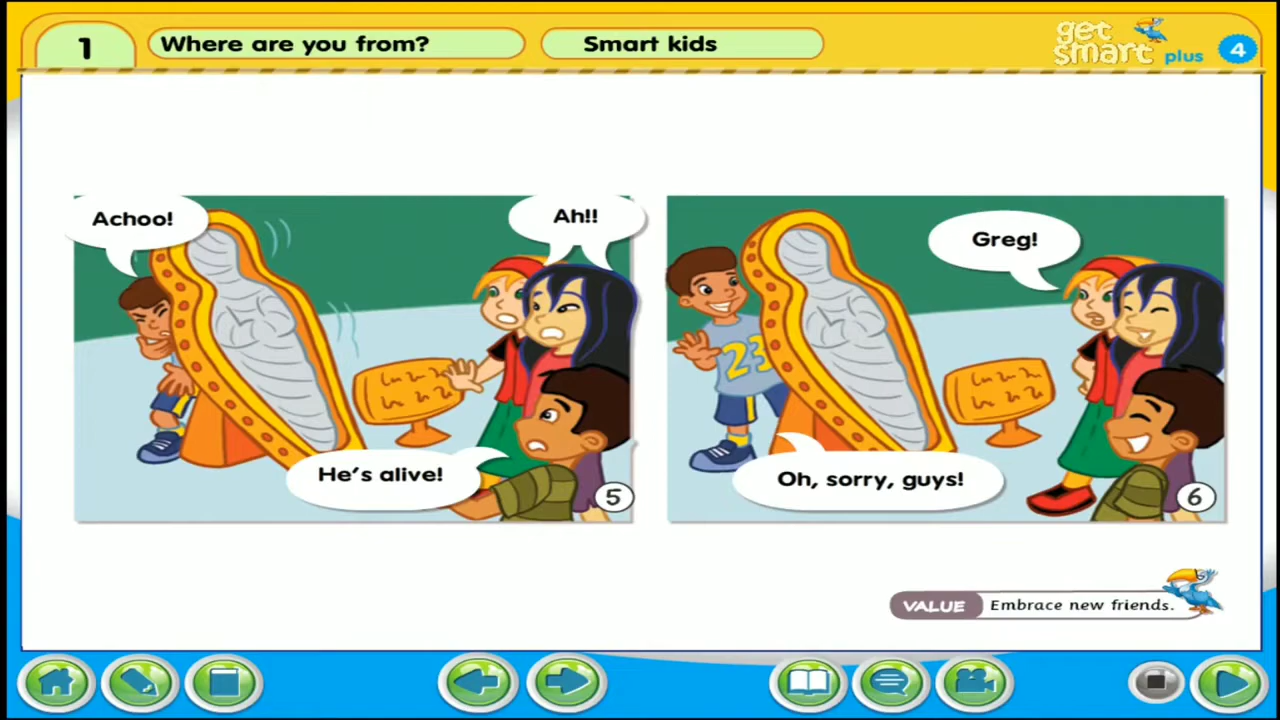 1
Where are you from?
Smart kids
get
smart plus 4
Achoo!
Ah!!
He's alive!
5
Greg!
Oh, sorry, guys!
23
6
VALUE Embrace new friends.